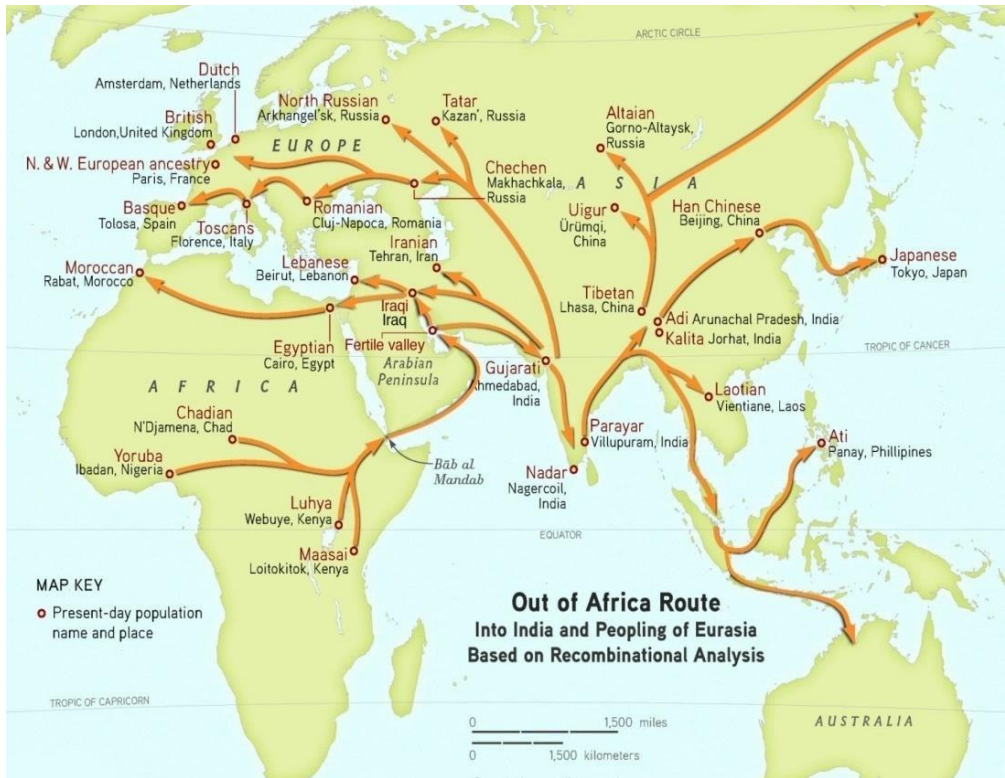 ARCTIC CIRCLE
Dutch
Amsterdam, Netherlands
British
London,United Kingdom
N. & W. European ancestry
Paris, France
EUROPE
North Russian
Arkhangel'sk, Russia
Tatar
Kazan', Russia
Altaian
Gorno-Altaysk,
Russia
Chechen
Makhachkala,
Russia
ASIA
Basque
Tolosa, Spain
Toscans
Florence, Italy
Romanian
Cluj-Napoca, Romania
Uigur
Ürümqi,
China
Han Chinese
Beijing, China
Japanese
Tokyo, Japan
Moroccan
Rabat, Morocco
Lebanese
Beirut, Lebanon
Iranian
Tehran, Iran
Iraqi
Iraq
Tibetan
Lhasa, China
Adi Arunachal Pradesh, India
Kalita Jorhat, India
TROPIC OF CANCER
Egyptian
Cairo, Egypt
Fertile valley
Arabian
Peninsula
Gujarati
Ahmedabad,
India
Laotian
Vientiane, Laos
AFRICA
Chadian
N'Djamena, Chad
Yoruba
Ibadan, Nigeria
Bāb al
Mandab
Parayar
Villupuram, India
Nadar
Nagercoil,
India
Ati
Panay, Phillipines
Luhya
Webuye, Kenya
Maasai
Loitokitok, Kenya
EQUATOR
MAP KEY
Present-day population
name and place
Out of Africa Route
Into India and Peopling of Eurasia
Based on Recombinational Analysis
TROPIC OF CAPRICORN
0 1,500 miles
0 1,500 kilometers
AUSTRALIA